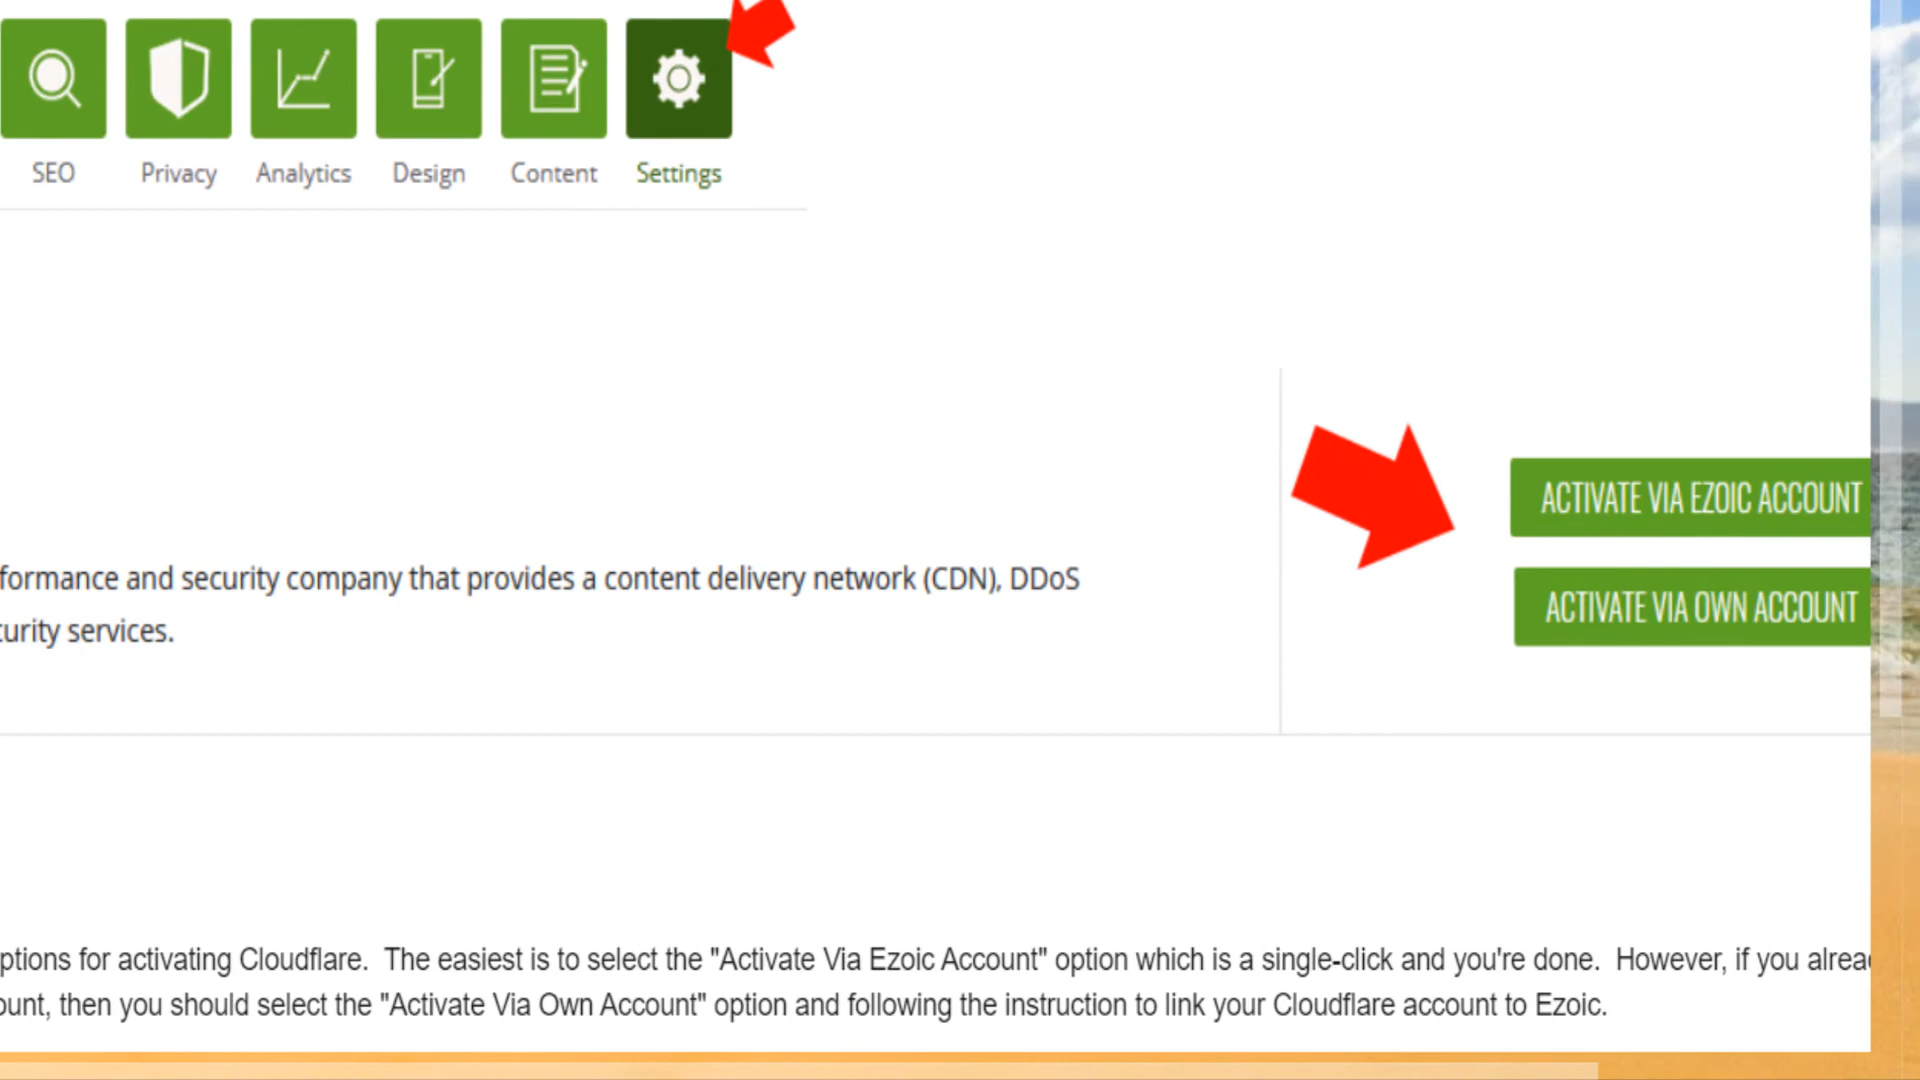 SEO Privacy Analytics Design Content Settings
ACTIVATE VIA EZOIC ACCOUNT
formance and security company that provides a content delivery network (CDN), DDoS
ACTIVATE VIA OWN ACCOUNT
curity services.
ptions for activating Cloudflare. The easiest is to select the "Activate Via Ezoic Account" option which is a single-click and you're done. However, if you alrea
ount, then you should select the "Activate Via Own Account" option and following the instruction to link your Cloudflare account to Ezoic.